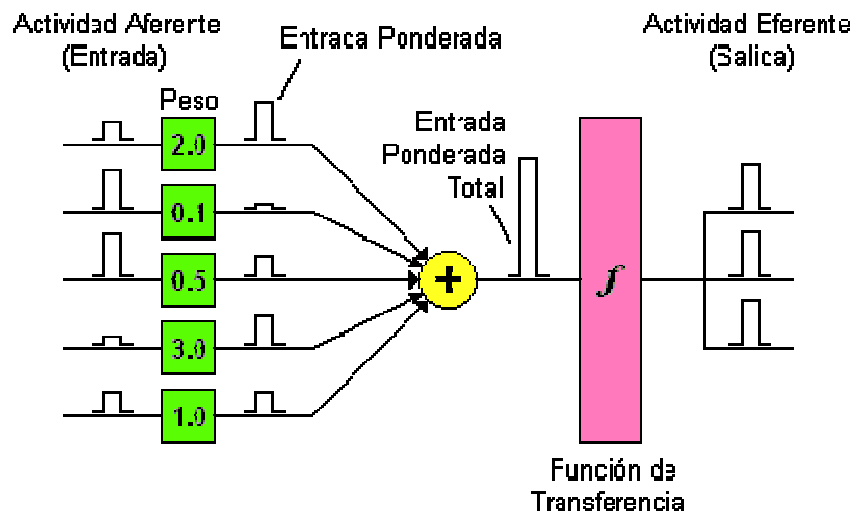 Actividad Afererte
(Entrada)
Entraca Ponderada
Actividad Eferente
(Salica)
Peso
2.0
0.1
0.5
3.0
1.0
Entrada
Ponderada
Total
+
f
Función de
Transferencia